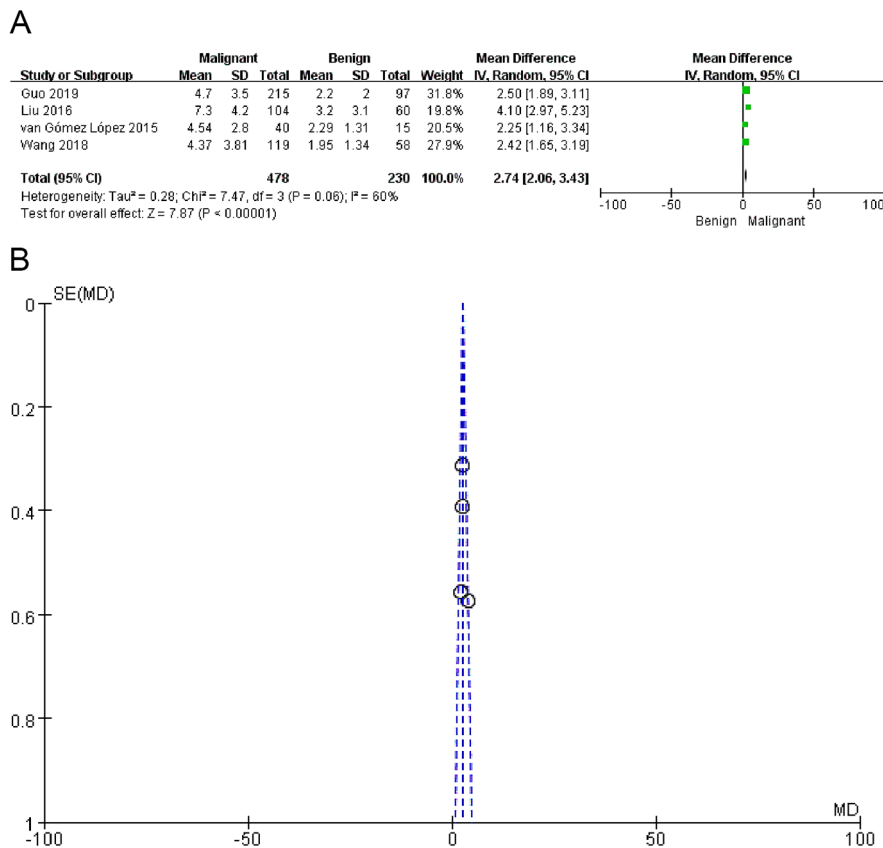 A
Malignant Benign Mean Difference Mean Difference
Study or Subgroup Mean SD Total Mean SD Total Weight IV, Random, 95% CI IV, Random, 95% CI
Guo 2019 4.7 3.5 215 2.2 2 97 31.8% 2.50 [1.89, 3.11]
Liu 2016 7.3 4.2 104 3.2 3.1 60 19.8% 4.10 [2.97, 5.23]
van Gómez López 2015 4.54 2.8 40 2.29 1.31 15 20.5% 2.25 [1.16, 3.34]
Wang 2018 4.37 3.81 119 1.95 1.34 58 27.9% 2.42 [1.65, 3.19]
Total (95% CI) 478 230 100.0% 2.74 [2.06, 3.43]
Heterogeneity: Tau² = 0.28; Chi² = 7.47, df = 3 (P = 0.06); I² = 60%
Test for overall effect: Z = 7.87 (P < 0.00001)
-100 -50 0 50 100
Benign Malignant
B
SE(MD)
0
0.2
0.4
0.6
0.8
1
MD
-100 -50 0 50 100